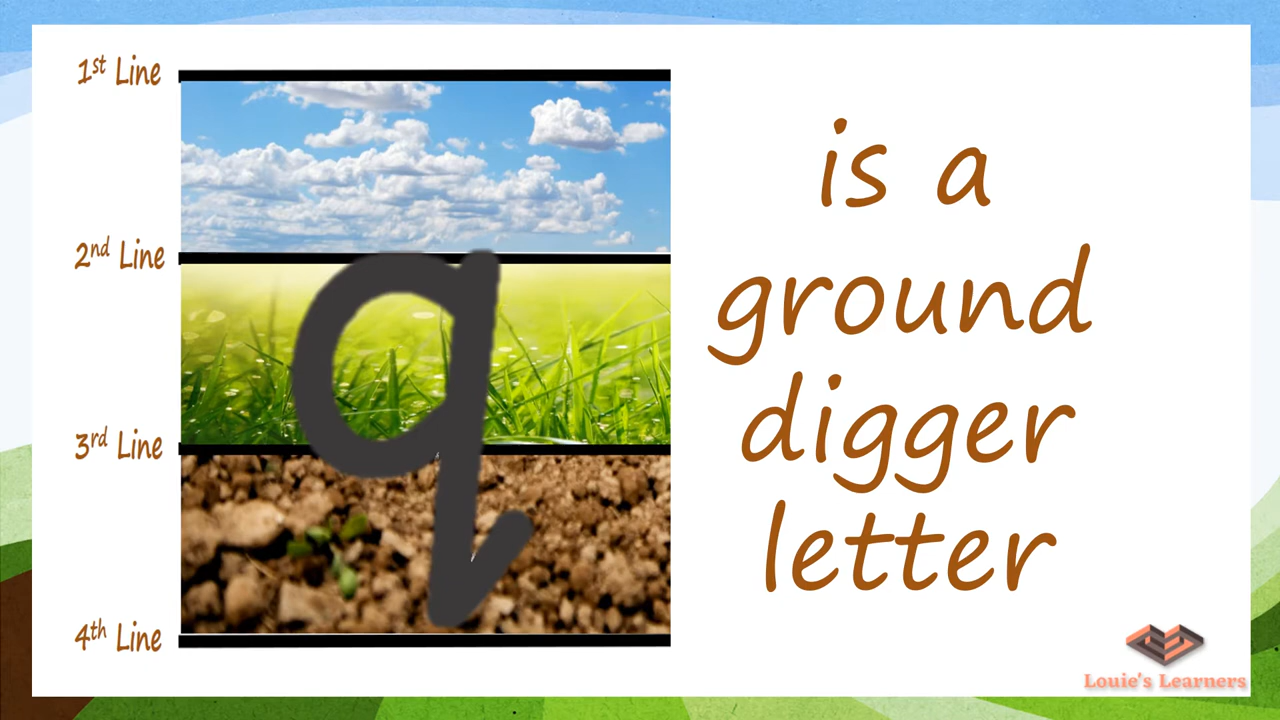 1st Line
2nd Line
3rd Line
4th Line
q
is a
ground
digger
letter
Louie's Learners